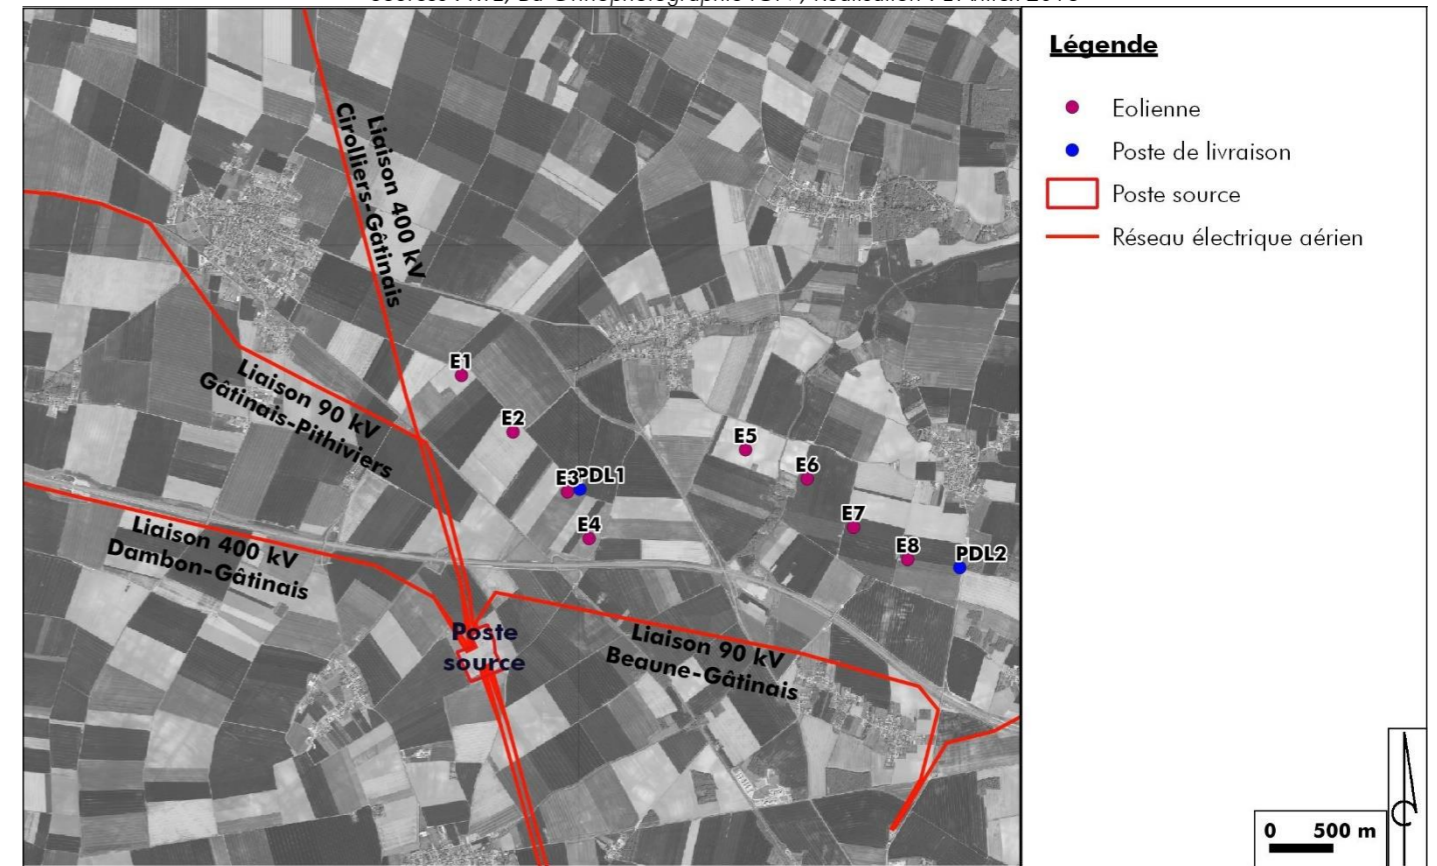 Légende
Eolienne
Poste de livraison
Poste source
Réseau électrique aérien
Liaison 400 kV
Cirolliers-Gâtinais
E1
Liaison 90 kV
Gâtinais-Pithiviers
E2
E3
PDL1
E4
E5
E6
E7
E8
PDL2
Liaison 400 kV
Dambon-Gâtinais
Poste
source
Liaison 90 kV
Beaune-Gâtinais
0 500 m